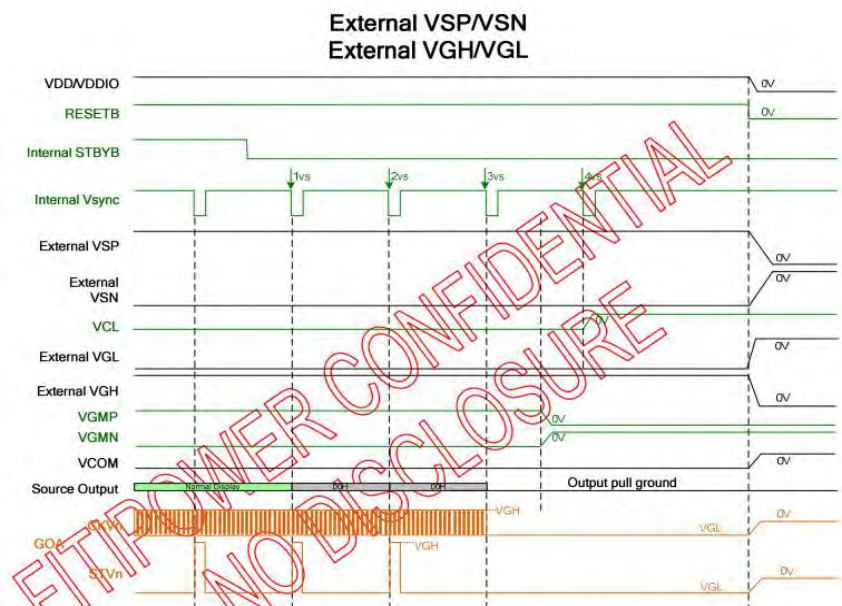 External VSP/VSN
External VGH/VGL
VDD/VDDIO
0V
RESETB
0V
Internal STBYB
1vs
2vs
3vs
4vs
Internal Vsync
External VSP
0V
External
VSN
0V
VCL
0V
External VGL
0V
External VGH
0V
VGMP
0V
VGMN
0V
VCOM
0V
Source Output
Normal Display
00H
00H
Output pull ground
CKVn
VGH
VGL
0V
GOA
VGH
STVn
VGL
0V
FITIPOWER CONFIDENTIAL
NO DISCLOSURE